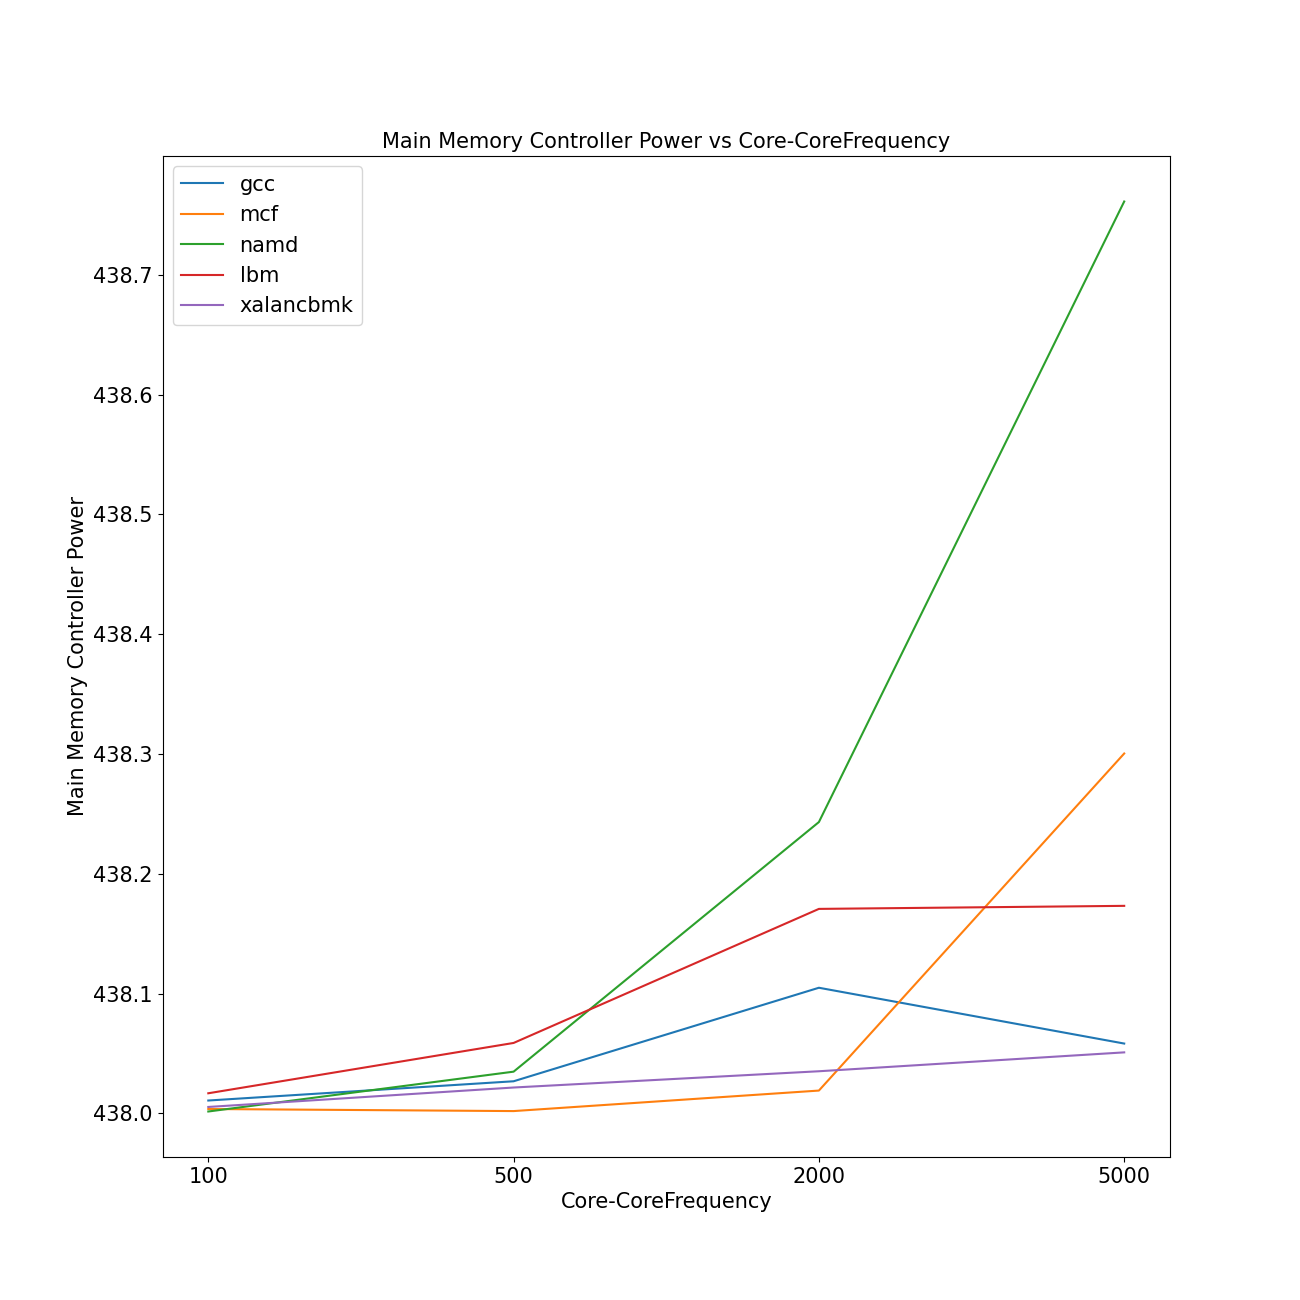 Main Memory Controller Power vs Core-CoreFrequency
gcc
mcf
namd
lbm
xalancbmk
438.7
438.6
438.5
438.4
438.3
438.2
438.1
438.0
Main Memory Controller Power
100 500 2000 5000
Core-CoreFrequency